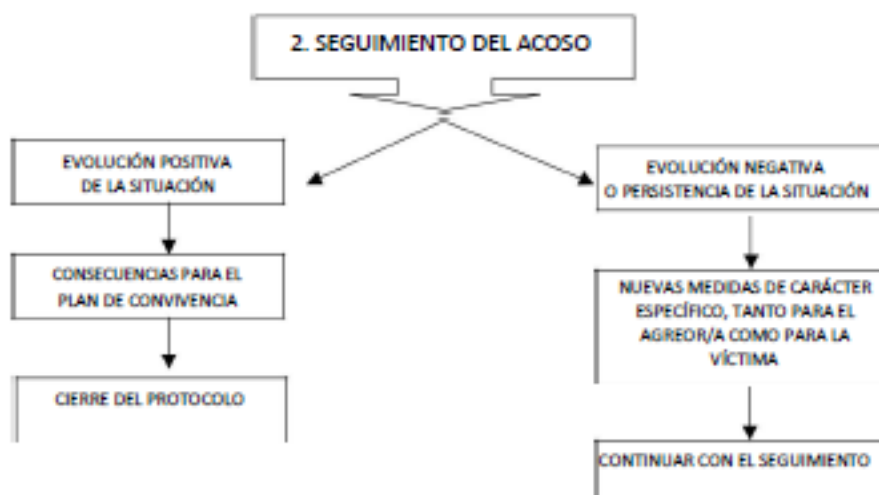 2. SEGUIMIENTO DEL ACOSO
EVOLUCIÓN POSITIVA
DE LA SITUACIÓN
CONSECUENCIAS PARA EL
PLAN DE CONVIVENCIA
CIERRE DEL PROTOCOLO
EVOLUCIÓN NEGATIVA
O PERSISTENCIA DE LA SITUACIÓN
NUEVAS MEDIDAS DE CARÁCTER
ESPECÍFICO, TANTO PARA EL
AGREOR/A COMO PARA LA
VÍCTIMA
CONTINUAR CON EL SEGUIMIENTO